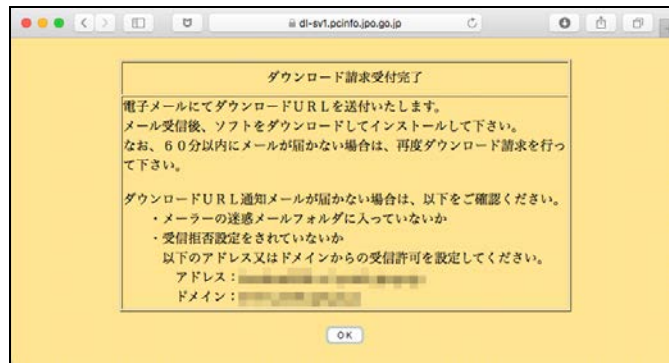 dl-sv1.pcinfo.jpo.go.jp
ダウンロード請求受付完了
電子メールにてダウンロードＵＲＬを送付いたします。
メール受信後、ソフトをダウンロードしてインストールして下さい。
なお、６０分以内にメールが届かない場合は、再度ダウンロード請求を行っ
て下さい。
ダウンロードＵＲＬ通知メールが届かない場合は、以下をご確認ください。
・メーラーの迷惑メールフォルダに入っていないか
・受信拒否設定をされていないか
以下のアドレス又はドメインからの受信許可を設定してください。
アドレス：
ドメイン：
OK